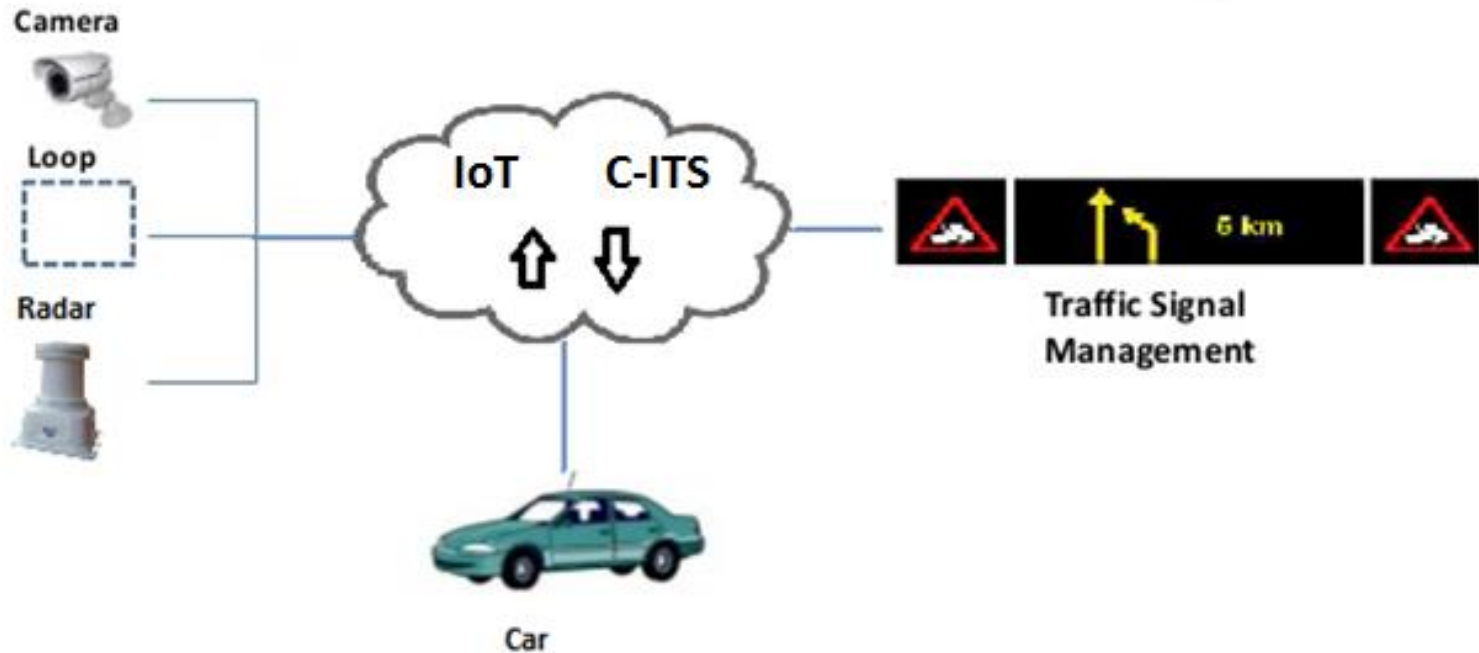 Camera
Loop
Radar
IoT C-ITS
6 km
Traffic Signal
Management
Car